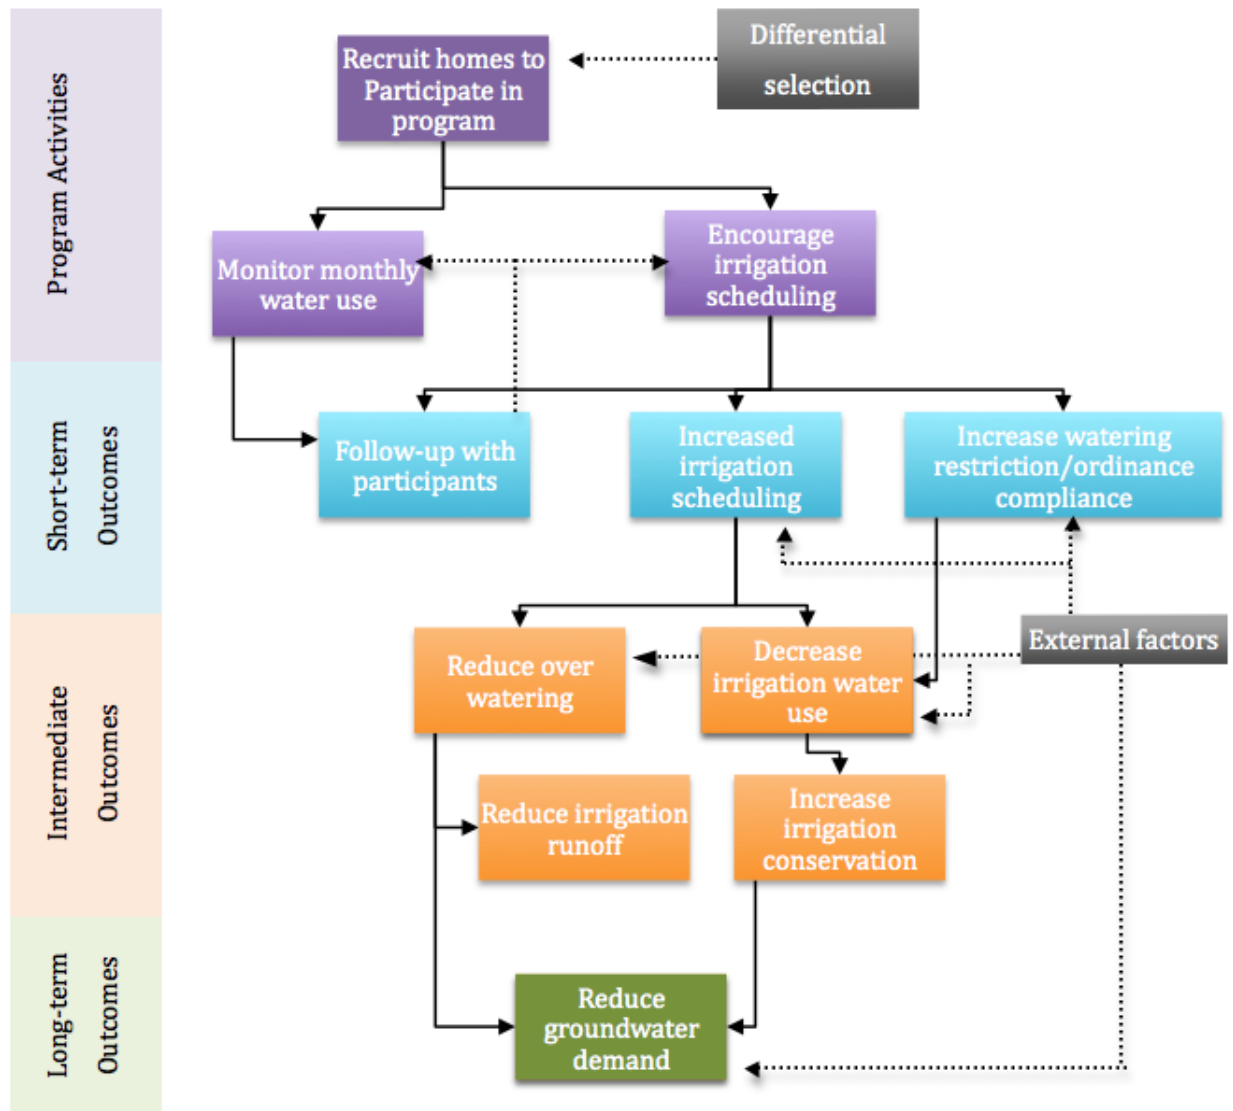 Program Activities
Differential
selection
Recruit homes to
Participate in
program
Monitor monthly
water use
Encourage
irrigation
scheduling
Short-term
Outcomes
Follow-up with
participants
Increased
irrigation
scheduling
Increase watering
restriction/ordinance
compliance
External factors
Intermediate
Outcomes
Reduce over
watering
Decrease
irrigation water
use
Reduce irrigation
runoff
Increase
irrigation
conservation
Long-term
Outcomes
Reduce
groundwater
demand